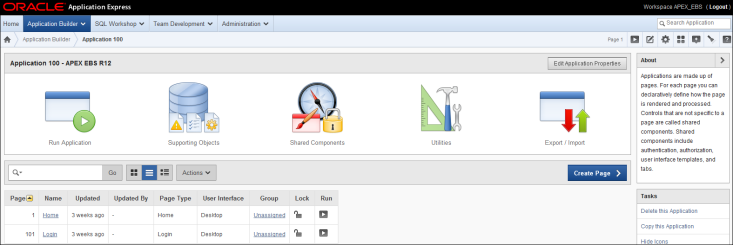 ORACLE Application Express
Workspace APEX_EBS ( Logout )
Home Application Builder SQL Workshop Team Development Administration
Search Application
Application Builder Application 100
Page 1
Application 100 - APEX EBS R12
Edit Application Properties
Run Application
Supporting Objects
Shared Components
Utilities
Export / Import
Go
Actions
Create Page
Page Name Updated Updated By Page Type User Interface Group Lock Run
1 Home 3 weeks ago - Home Desktop Unassigned
101 Login 3 weeks ago - Login Desktop Unassigned
About
Applications are made up of
pages. For each page you can
declaratively define how the page
is rendered and processed.
Controls that are not specific to a
page are called shared
components. Shared
components include
authentication, authorization,
user interface templates, and
tabs.
Tasks
Delete this Application
Copy this Application
Hide Icons